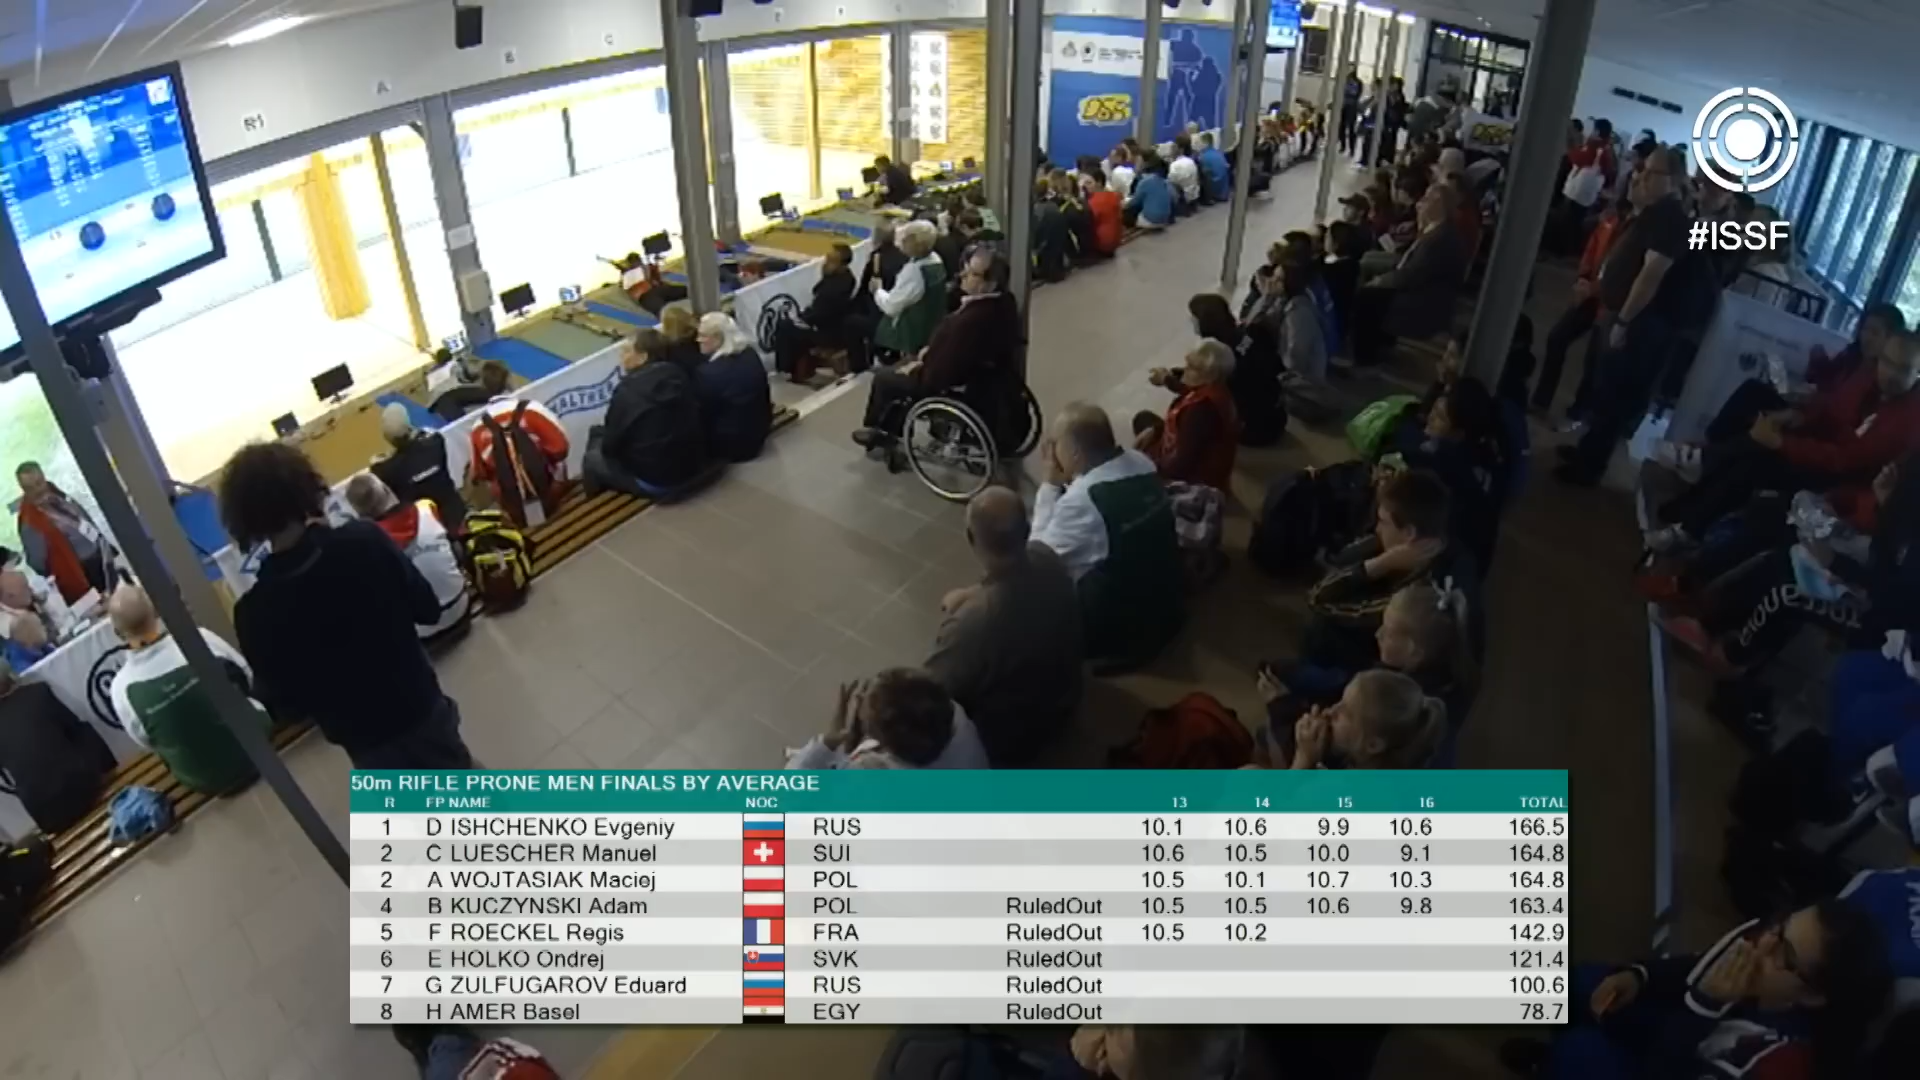 R1
A
B
C
#ISSF
WALTHER
50m RIFLE PRONE MEN FINALS BY AVERAGE
R FP NAME NOC 13 14 15 16 TOTAL
1 D ISHCHENKO Evgeniy RUS 10.1 10.6 9.9 10.6 166.5
2 C LUESCHER Manuel SUI 10.6 10.5 10.0 9.1 164.8
2 A WOJTASIAK Maciej POL 10.5 10.1 10.7 10.3 164.8
4 B KUCZYNSKI Adam POL RuledOut 10.5 10.5 10.6 9.8 163.4
5 F ROECKEL Regis FRA RuledOut 10.5 10.2 142.9
6 E HOLKO Ondrej SVK RuledOut 121.4
7 G ZULFUGAROV Eduard RUS RuledOut 100.6
8 H AMER Basel EGY RuledOut 78.7